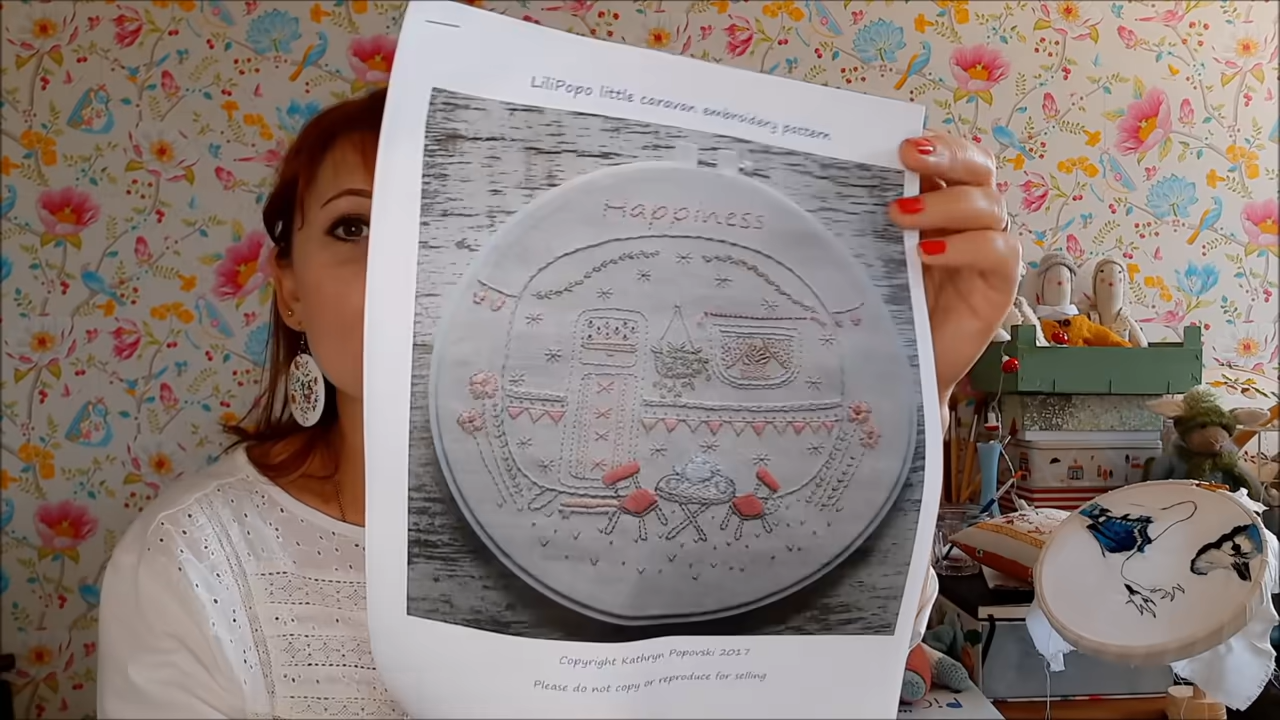 LiliPopo little caravan embroidery pattern
Happiness
Copyright Kathryn Popovski 2017
Please do not copy or reproduce for selling